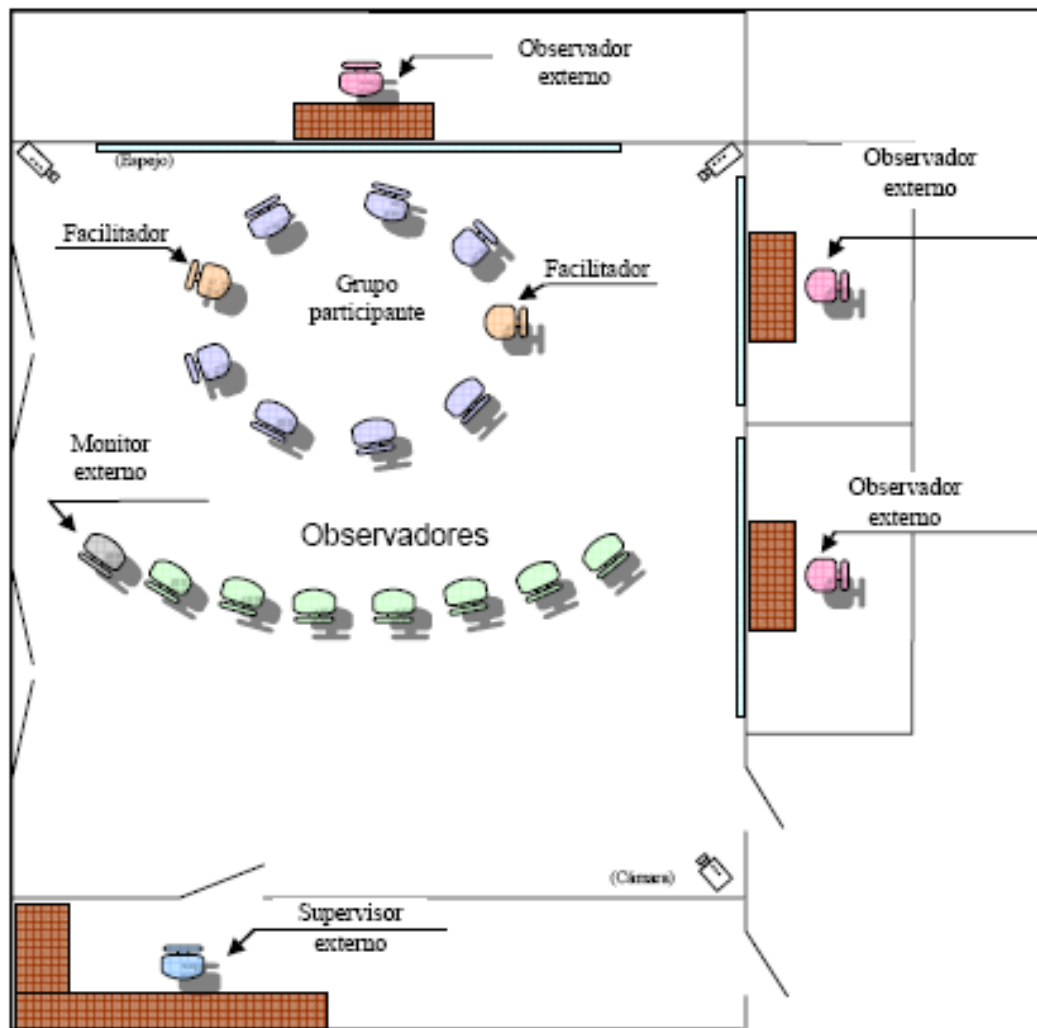 Observador
externo
(Espejo)
Observador
externo
Facilitador
Facilitador
Grupo
participante
Monitor
externo
Observador
externo
Observadores
(Cámara)
Supervisor
externo